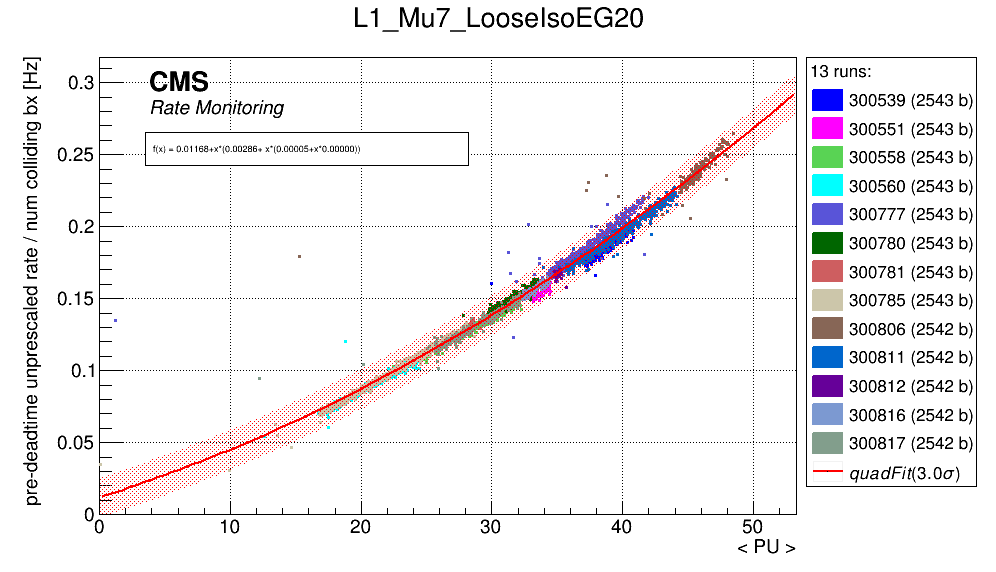 L1_Mu7_LooseIsoEG20
pre-deadtime unprescaled rate / num colliding bx [Hz]
0.3
0.25
0.2
0.15
0.1
0.05
0
CMS
Rate Monitoring
f(x) = 0.01168+x*(0.00286+ x*(0.00005+x*0.00000))
0 10 20 30 40 50
< PU >
13 runs:
300539 (2543 b)
300551 (2543 b)
300558 (2543 b)
300560 (2543 b)
300777 (2543 b)
300780 (2543 b)
300781 (2543 b)
300785 (2543 b)
300806 (2542 b)
300811 (2542 b)
300812 (2542 b)
300816 (2542 b)
300817 (2542 b)
quadFit(3.0σ)